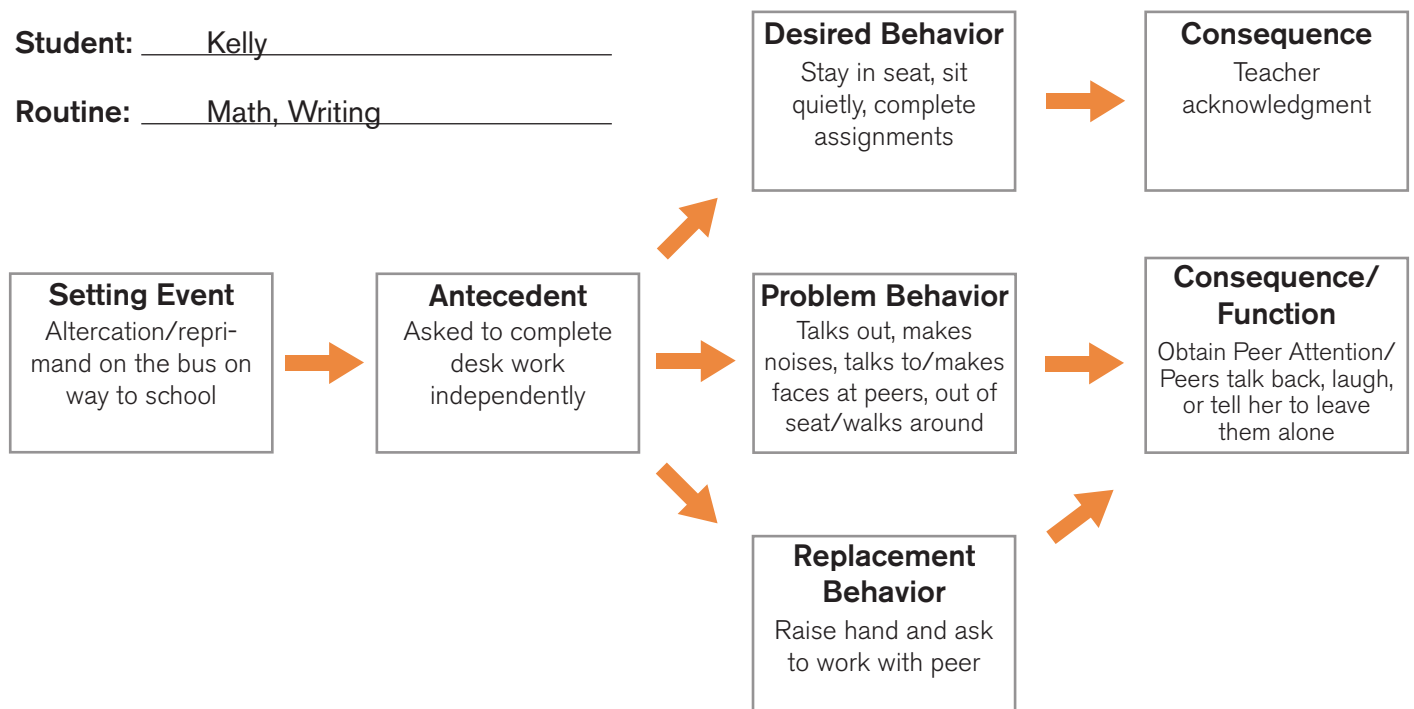 Student: Kelly
Routine: Math, Writing
Desired Behavior
Stay in seat, sit
quietly, complete
assignments
Consequence
Teacher
acknowledgment
Setting Event
Altercation/repri-
mand on the bus on
way to school
Antecedent
Asked to complete
desk work
independently
Problem Behavior
Talks out, makes
noises, talks to/makes
faces at peers, out of
seat/walks around
Consequence/
Function
Obtain Peer Attention/
Peers talk back, laugh,
or tell her to leave
them alone
Replacement
Behavior
Raise hand and ask
to work with peer